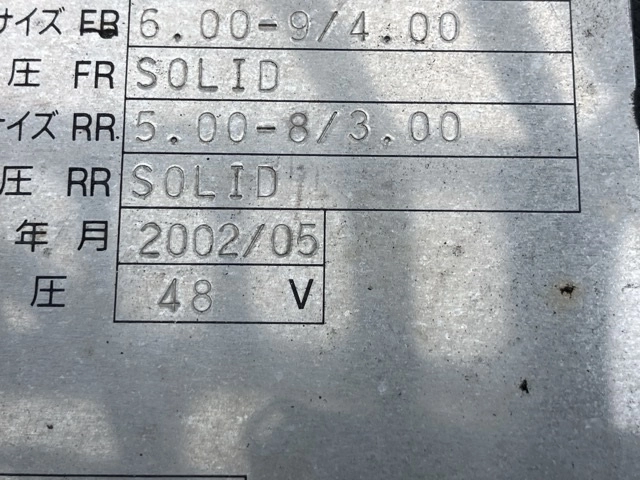 サイズ FR 6.00-9/4.00
圧 FR SOLID
イズ RR 5.00-8/3.00
圧 RR SOLID
年 月 2002/05
圧 48 V